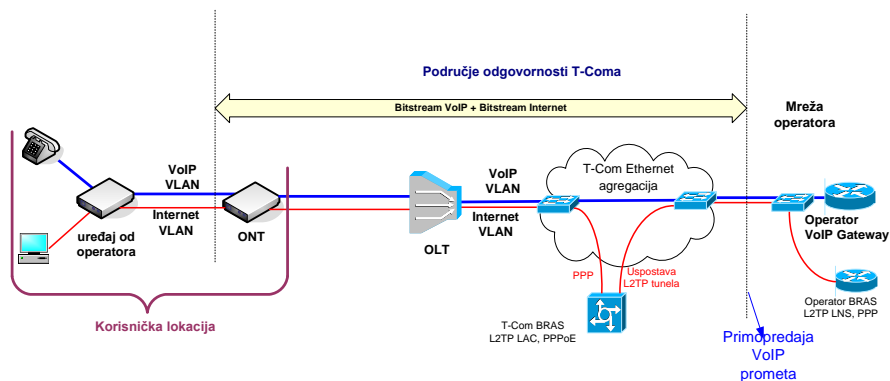 Područje odgovornosti T-Coma
Bitstream VoIP + Bitstream Internet
Mreža
operatora
VoIP
VLAN
Internet
VLAN
uređaj od
operatora
ONT
OLT
VoIP
VLAN
Internet
VLAN
T-Com Ethernet
agregacija
Operator
VoIP Gateway
PPP
Uspostava
L2TP tunela
T-Com BRAS
L2TP LAC, PPPoE
Operator BRAS
L2TP LNS, PPP
Korisnička lokacija
Primopredaja
VoIP
prometa